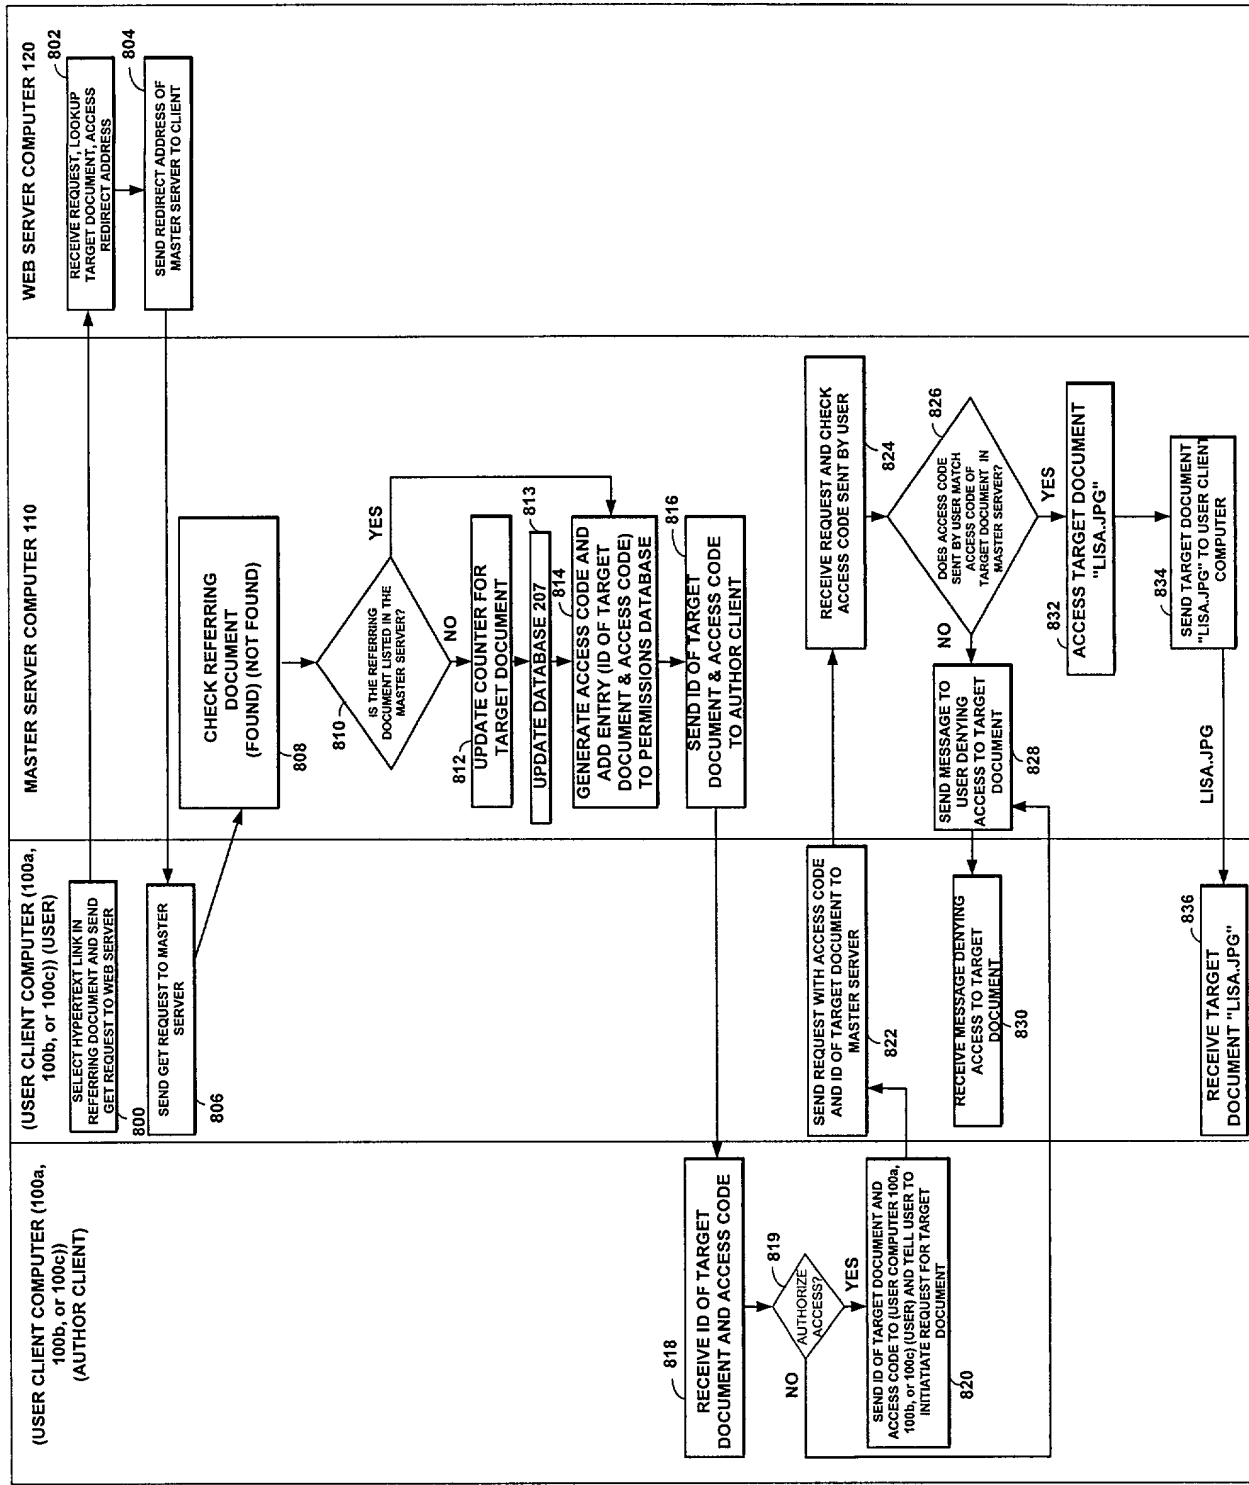 (USER CLIENT COMPUTER (100a,
100b, or 100c))
(AUTHOR CLIENT)
(USER CLIENT COMPUTER (100a,
100b, or 100c)) (USER)
MASTER SERVER COMPUTER 110
WEB SERVER COMPUTER 120
SELECT HYPERTEXT LINK IN
REFERRING DOCUMENT AND SEND
GET REQUEST TO WEB SERVER
800
RECEIVE REQUEST, LOOKUP
TARGET DOCUMENT, ACCESS
REDIRECT ADDRESS
802
SEND REDIRECT ADDRESS OF
MASTER SERVER TO CLIENT
804
SEND GET REQUEST TO MASTER
SERVER
806
CHECK REFERRING
DOCUMENT
(FOUND) (NOT FOUND)
808
IS THE REFERRING
DOCUMENT LISTED IN THE
MASTER SERVER?
810
YES
NO
UPDATE COUNTER FOR
TARGET DOCUMENT
812
UPDATE DATABASE 207
813
GENERATE ACCESS CODE AND
ADD ENTRY (ID OF TARGET
DOCUMENT & ACCESS CODE)
TO PERMISSIONS DATABASE
814
SEND ID OF TARGET
DOCUMENT & ACCESS CODE
TO AUTHOR CLIENT
816
RECEIVE ID OF TARGET
DOCUMENT AND ACCESS CODE
818
AUTHORIZE
ACCESS?
819
NO
YES
SEND ID OF TARGET DOCUMENT AND
ACCESS CODE TO (USER COMPUTER 100a,
100b, or 100c) (USER) AND TELL USER TO
INITIATIATE REQUEST FOR TARGET
DOCUMENT
820
SEND REQUEST WITH ACCESS CODE
AND ID OF TARGET DOCUMENT TO
MASTER SERVER
822
RECEIVE REQUEST AND CHECK
ACCESS CODE SENT BY USER
824
DOES ACCESS CODE
SENT BY USER MATCH
ACCESS CODE OF
TARGET DOCUMENT IN
MASTER SERVER?
826
NO
YES
SEND MESSAGE TO
USER DENYING
ACCESS TO TARGET
DOCUMENT
828
RECEIVE MESSAGE DENYING
ACCESS TO TARGET
DOCUMENT
830
ACCESS TARGET DOCUMENT
"LISA.JPG"
832
SEND TARGET DOCUMENT
"LISA.JPG" TO USER CLIENT
COMPUTER
834
LISA.JPG
RECEIVE TARGET
DOCUMENT "LISA.JPG"
836